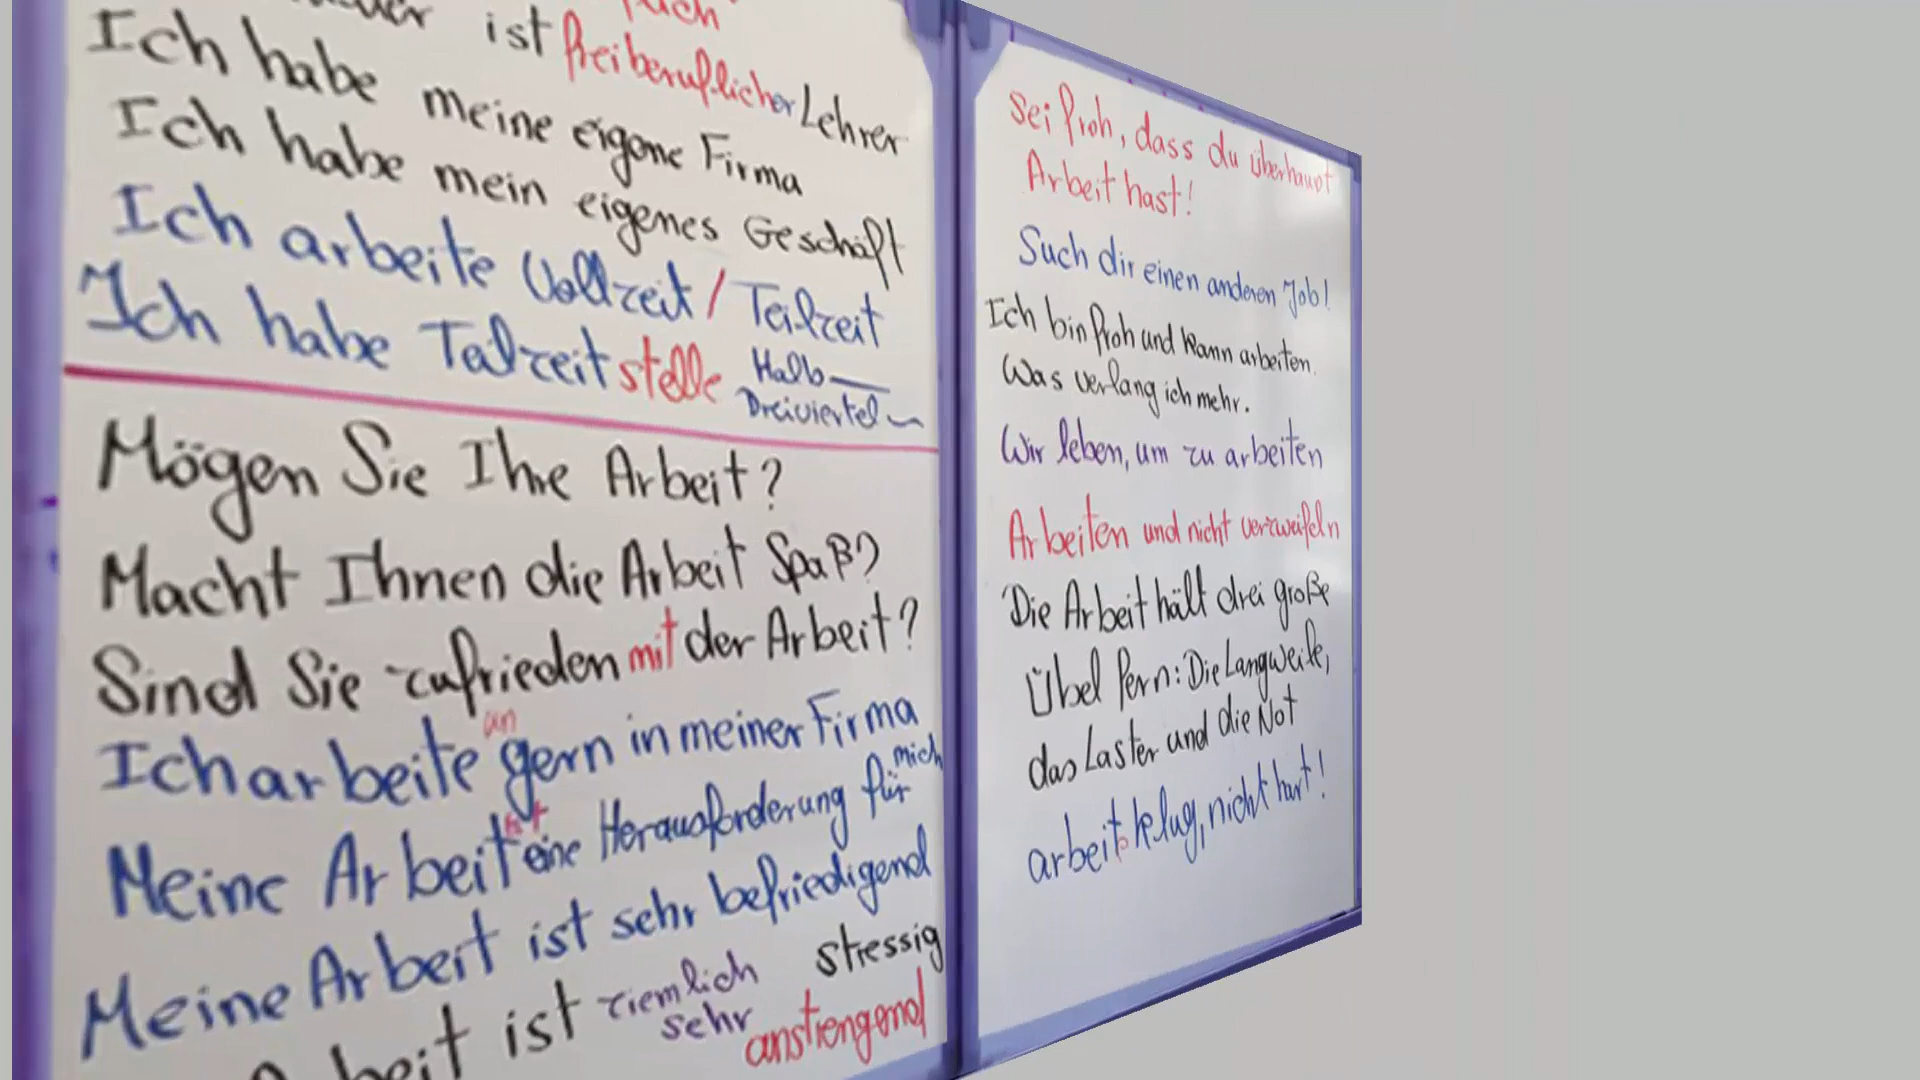 ist freiberuflicher Lehrer
Ich habe meine eigene Firma
Ich habe mein eigenes Geschäft
Ich arbeite Vollzeit / Teilzeit
Ich habe Teilzeitstelle Halb
Dreiviertel
Mögen Sie Ihre Arbeit?
Macht Ihnen die Arbeit Spaß?
Sind Sie zufrieden mit der Arbeit?
an
Ich arbeite gern in meiner Firma
Meine Arbeit ist eine Herausforderung für mich
Meine Arbeit ist sehr befriedigend
ist ziemlich stressig
sehr anstrengend
sei froh, dass du überhaupt
Arbeit hast!
Such dir einen anderen Job!
Ich bin froh und kann arbeiten.
Was verlang ich mehr.
Wir leben, um zu arbeiten
Arbeiten und nicht verzweifeln
Die Arbeit hält drei große
Übel fern: Die Langweile,
das Laster und die Not
arbeite klug, nicht hart!